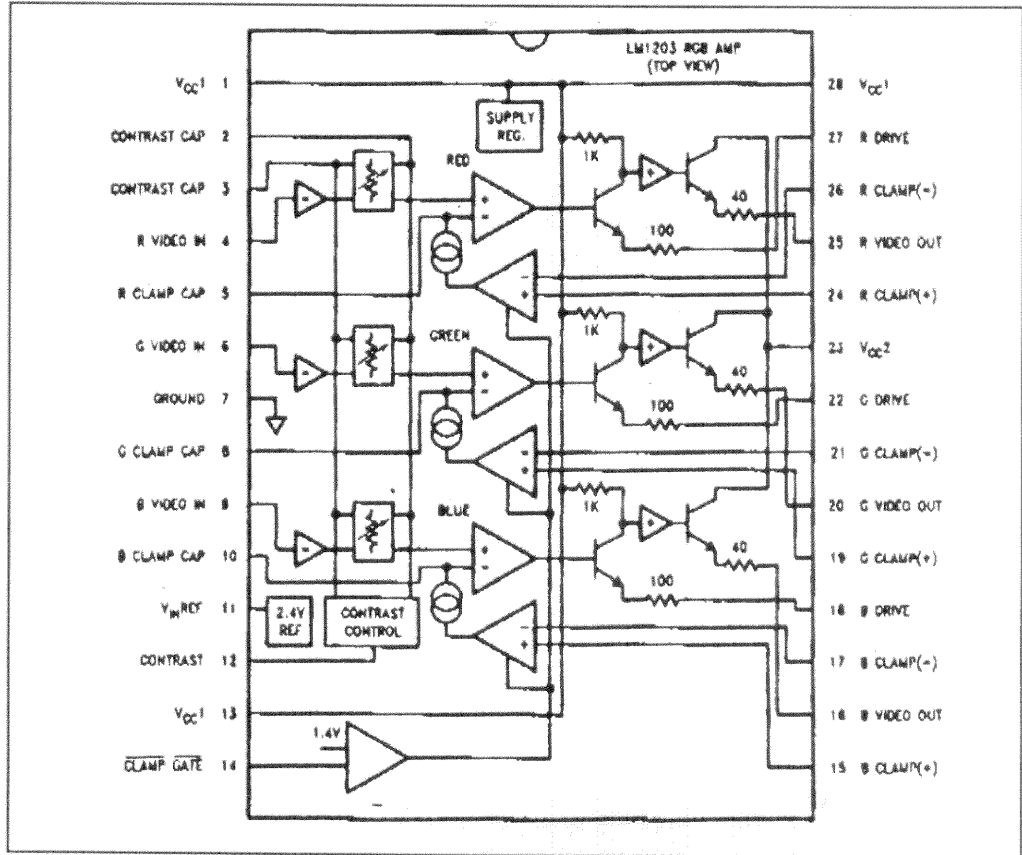 LM1203 RGB AMP
(TOP VIEW)
VCC1 1
CONTRAST CAP 2
CONTRAST CAP 3
R VIDEO IN 4
R CLAMP CAP 5
G VIDEO IN 6
GROUND 7
G CLAMP CAP 8
B VIDEO IN 9
B CLAMP CAP 10
VIN REF 11
CONTRAST 12
VCC1 13
CLAMP GATE 14
SUPPLY
REG.
RED
GREEN
BLUE
1K
40
100
1K
40
100
1K
40
100
2.4V
REF
CONTRAST
CONTROL
1.4V
28 VCC1
27 R DRIVE
26 R CLAMP(-)
25 R VIDEO OUT
24 R CLAMP(+)
23 VCC2
22 G DRIVE
21 G CLAMP(-)
20 G VIDEO OUT
19 G CLAMP(+)
18 B DRIVE
17 B CLAMP(-)
16 B VIDEO OUT
15 B CLAMP(+)